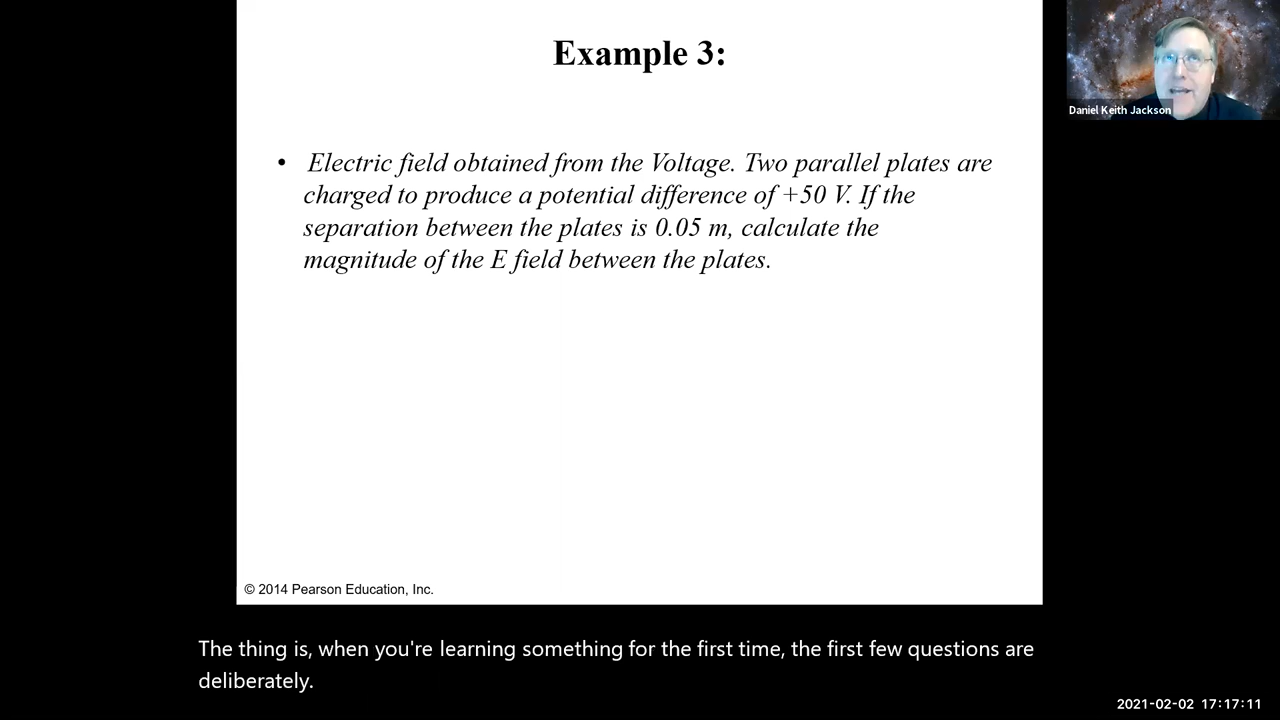 Example 3:
Daniel Keith Jackson
• Electric field obtained from the Voltage. Two parallel plates are
charged to produce a potential difference of +50 V. If the
separation between the plates is 0.05 m, calculate the
magnitude of the E field between the plates.
© 2014 Pearson Education, Inc.
The thing is, when you're learning something for the first time, the first few questions are
deliberately.
2021-02-02 17:17:11